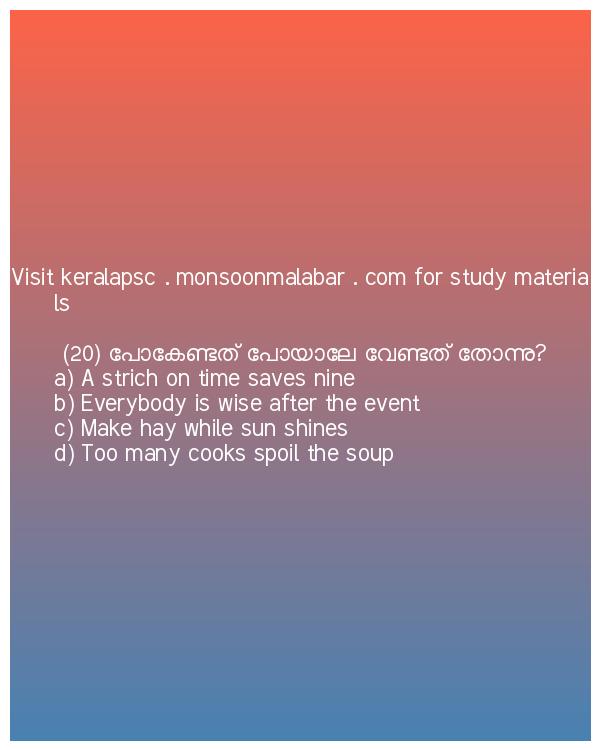 Visit keralapsc . monsoonmalabar . com for study materia
ls
(20) പോകേണ്ടത് പോയാലേ വേണ്ടത് തോന്നു?
a) A strich on time saves nine
b) Everybody is wise after the event
c) Make hay while sun shines
d) Too many cooks spoil the soup